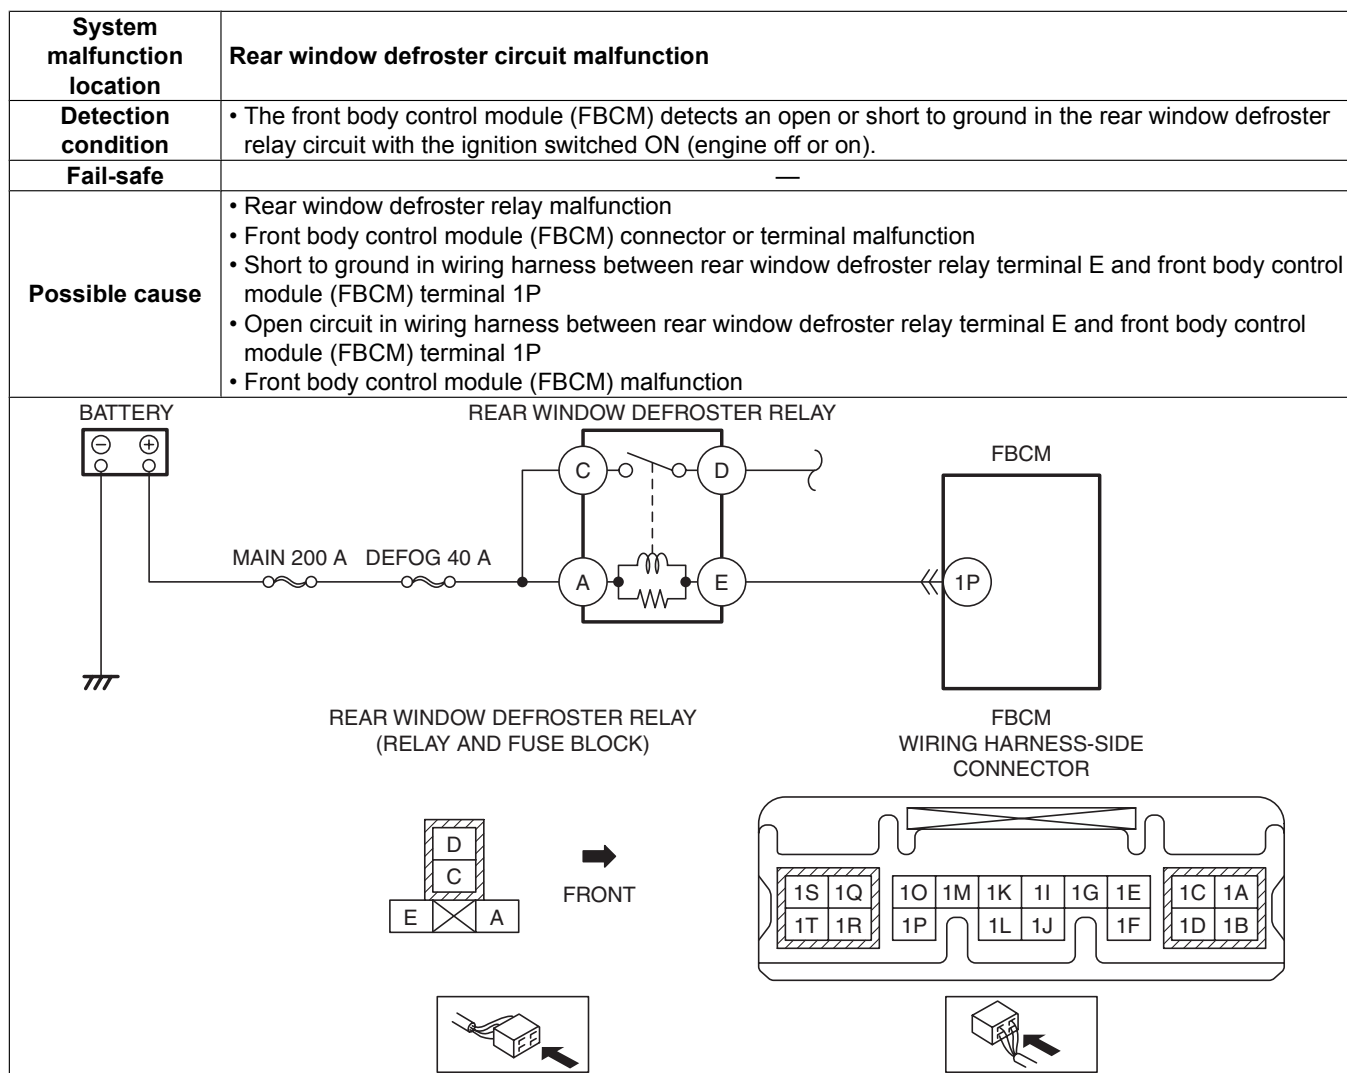 System
malfunction
location
Rear window defroster circuit malfunction
Detection
condition
• The front body control module (FBCM) detects an open or short to ground in the rear window defroster
relay circuit with the ignition switched ON (engine off or on).
Fail-safe
—
Possible cause
• Rear window defroster relay malfunction
• Front body control module (FBCM) connector or terminal malfunction
• Short to ground in wiring harness between rear window defroster relay terminal E and front body control
module (FBCM) terminal 1P
• Open circuit in wiring harness between rear window defroster relay terminal E and front body control
module (FBCM) terminal 1P
• Front body control module (FBCM) malfunction
BATTERY
REAR WINDOW DEFROSTER RELAY
FBCM
C
D
MAIN 200 A
DEFOG 40 A
A
E
1P
REAR WINDOW DEFROSTER RELAY
(RELAY AND FUSE BLOCK)
FBCM
WIRING HARNESS-SIDE
CONNECTOR
D
C
E
A
FRONT
1S 1Q 1O 1M 1K 1I 1G 1E 1C 1A
1T 1R 1P 1L 1J 1F 1D 1B